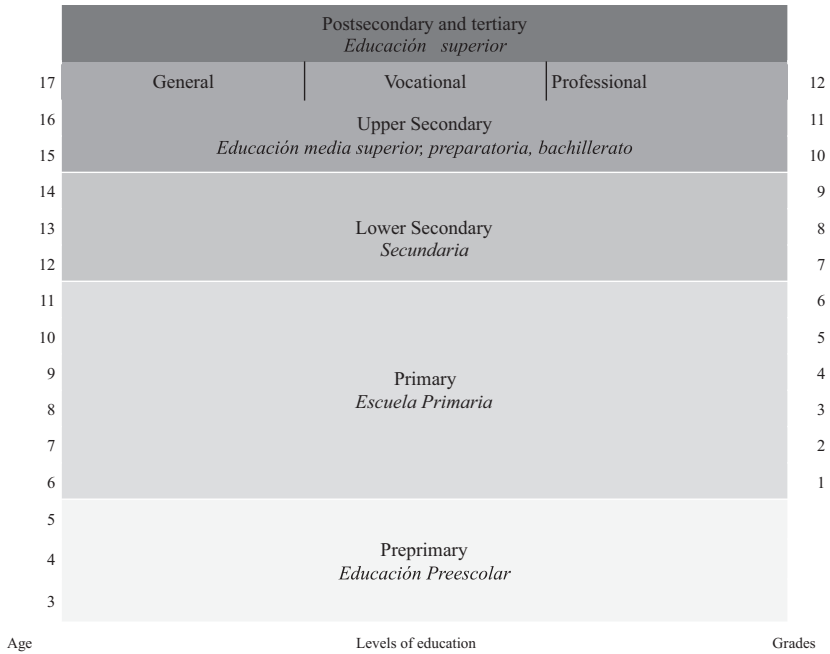 Postsecondary and tertiary
Educación superior
17 General Vocational Professional 12
16 Upper Secondary 11
15 Educación media superior, preparatoria, bachillerato 10
14 9
13 Lower Secondary 8
Secundaria
12 7
11 6
10 5
9 Primary 4
8 Escuela Primaria 3
7 2
6 1
5
Preprimary
4
Educación Preescolar
3
Age Levels of education Grades